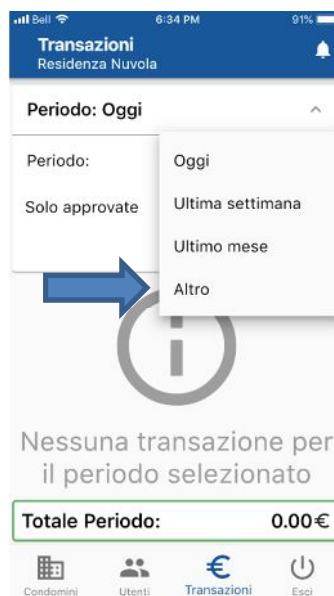 Bell 6:34 PM 91%
Transazioni
Residenza Nuvola
Periodo: Oggi
Periodo:
Oggi
Solo approvate
Ultima settimana
Ultimo mese
Altro
Nessuna transazione per
il periodo selezionato
Totale Periodo: 0.00€
Condomini Utenti Transazioni Esci